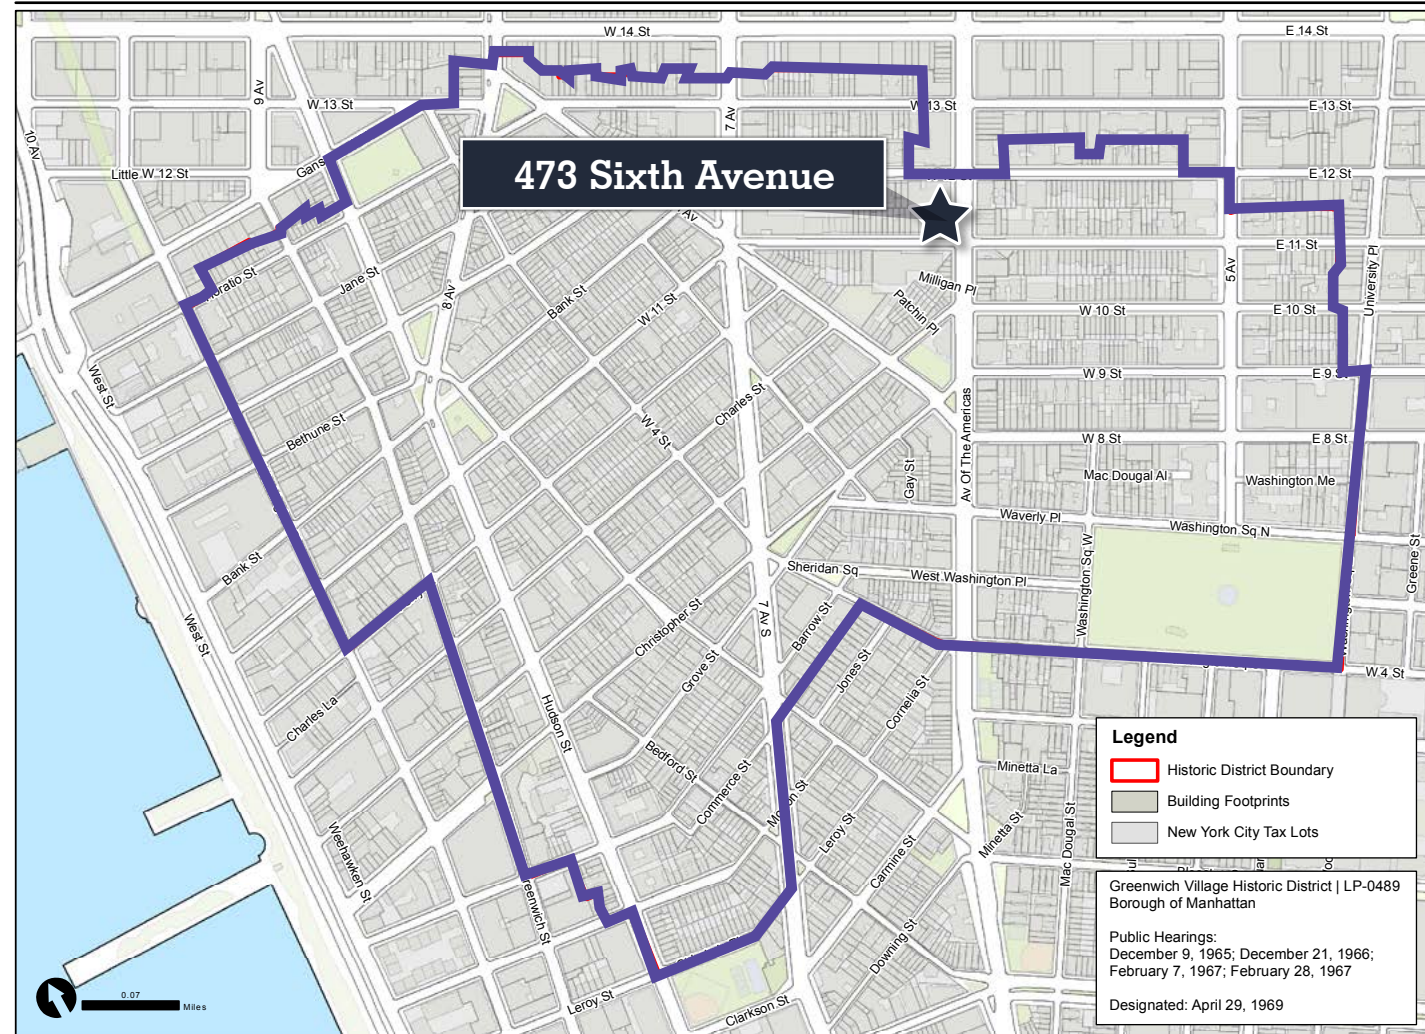 W 14 St
E 14 St
9 Av
W 13 St
7 Av
W 13 St
E 13 St
10 Av
Little W 12 St
Gans
473 Sixth Avenue
E 12 St
Av
E 11 St
University Pl
5 Av
Horatio St
Jane St
8 Av
Bank St
W 11 St
Milligan Pl
Patchin Pl
W 10 St
E 10 St
West St
W 9 St
E 9 St
Charles St
Av Of The Americas
Bethune St
W 4 St
W 8 St
E 8 St
Gay St
Mac Dougal Al
Washington Me
Waverly Pl
Washington Sq N
Washington Sq W
Greene St
Bank St
Sheridan Sq
West Washington Pl
West St
7 Av S
Barrow St
Christopher St
Jones St
Grove St
Cornelia St
W 4 St
Charles La
Hudson St
Bedford St
Commerce St
Minetta La
Leroy St
Carmine St
Minetta St
Mac Dougal St
Weehawken St
Greenwich St
Downing St
Leroy St
Clarkson St
Legend
Historic District Boundary
Building Footprints
New York City Tax Lots
Greenwich Village Historic District | LP-0489
Borough of Manhattan
Public Hearings:
December 9, 1965; December 21, 1966;
February 7, 1967; February 28, 1967
Designated: April 29, 1969
0.07
Miles